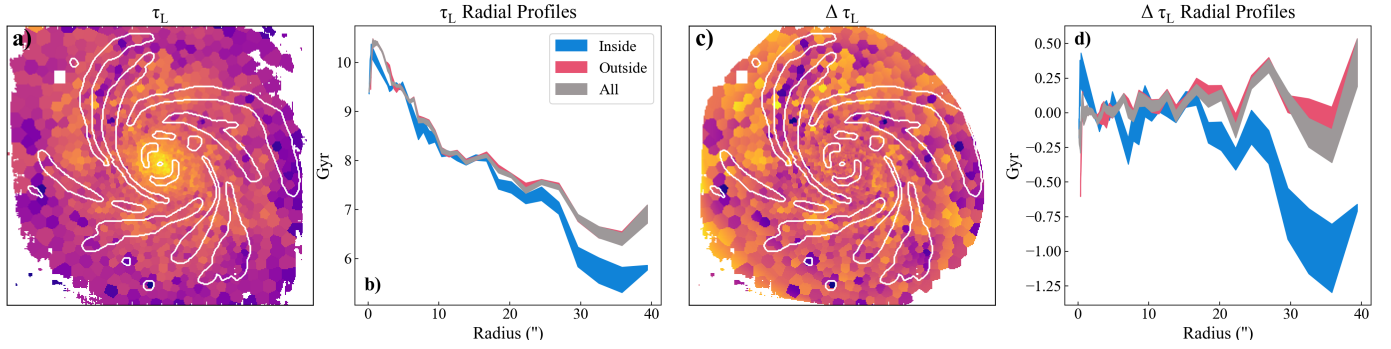 τL
a)
τL Radial Profiles
Inside
Outside
All
10
9
8
7
6
Gyr
b)
0 10 20 30 40
Radius (")
Δ τL
c)
Δ τL Radial Profiles
d)
0.50
0.25
0.00
−0.25
−0.50
−0.75
−1.00
−1.25
Gyr
0 10 20 30 40
Radius (")